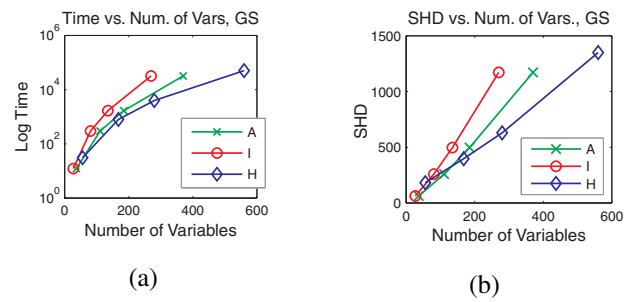 Time vs. Num. of Vars, GS
10^6
10^4
10^2
10^0
Log Time
A
I
H
0 200 400 600
Number of Variables
(a)
SHD vs. Num. of Vars., GS
1500
1000
500
0
SHD
A
I
H
0 200 400 600
Number of Variables
(b)